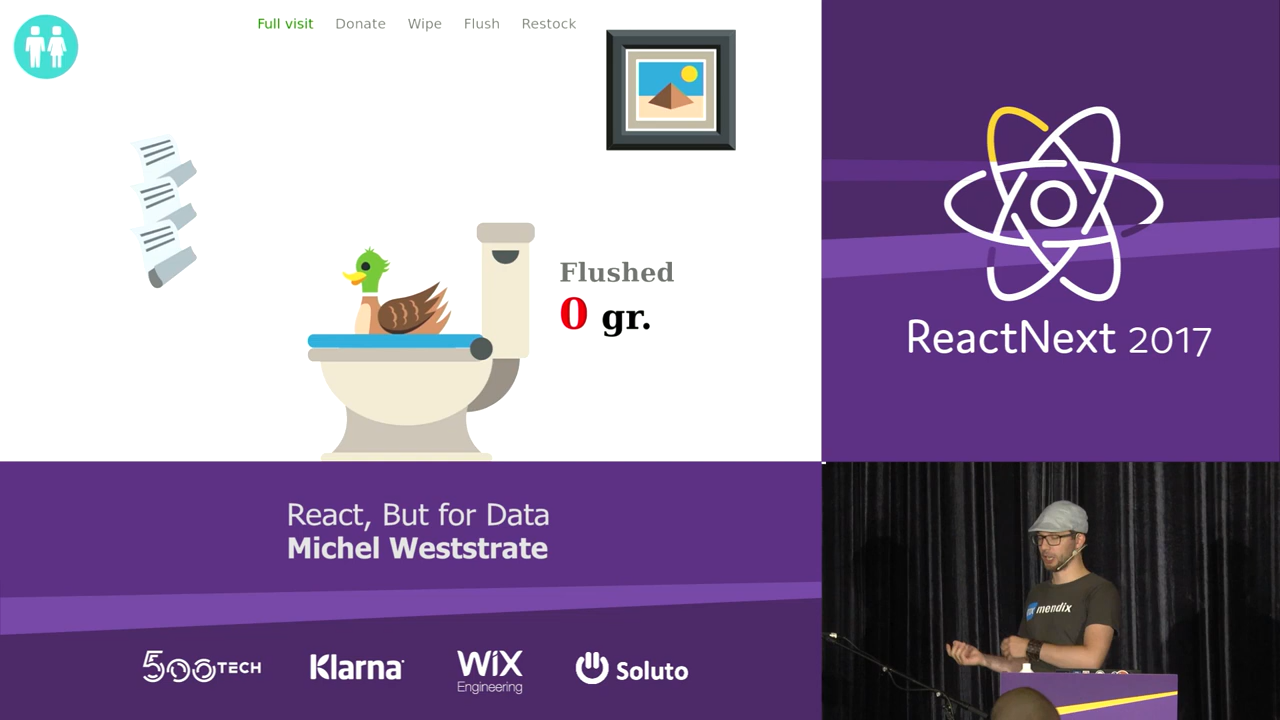 Full visit Donate Wipe Flush Restock
Flushed
0 gr.
ReactNext 2017
React, But for Data
Michel Weststrate
500TECH
Klarna
WIX
Engineering
Soluto
mendix